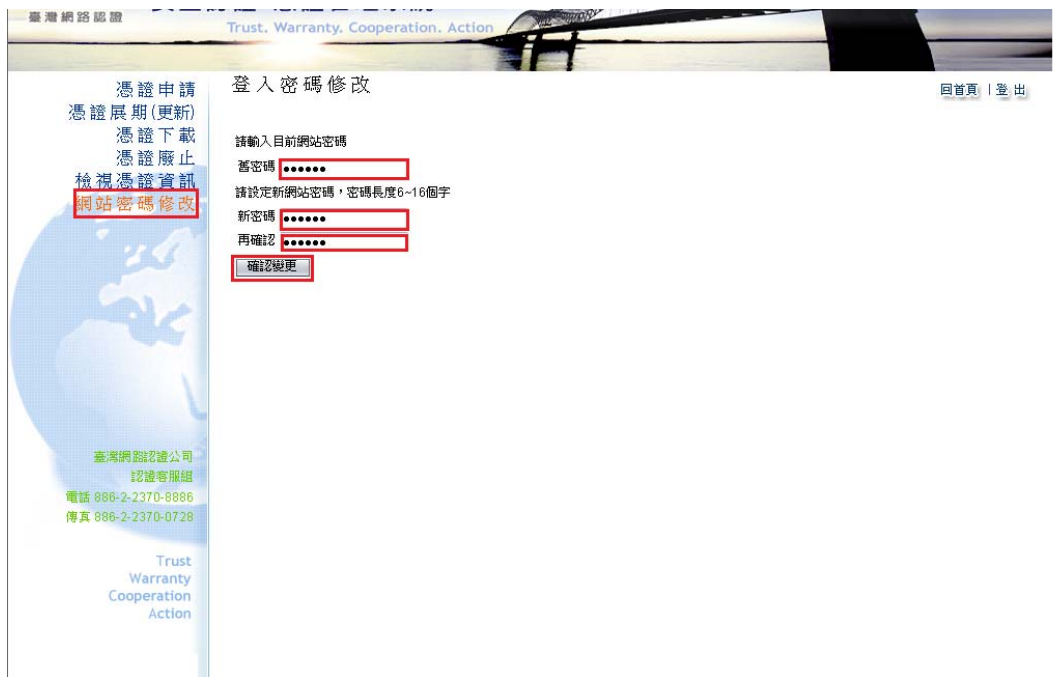 臺灣網路認證
Trust. Warranty. Cooperation. Action
憑證申請
憑證展期(更新)
憑證下載
憑證廢止
檢視憑證資訊
網站密碼修改
臺灣網路認證公司
認證客服組
電話 886-2-2370-8886
傳真 886-2-2370-0728
Trust
Warranty
Cooperation
Action
登入密碼修改
回首頁 | 登出
請輸入目前網站密碼
舊密碼 ••••••
請設定新網站密碼，密碼長度6~16個字
新密碼 ••••••
再確認 ••••••
確認變更